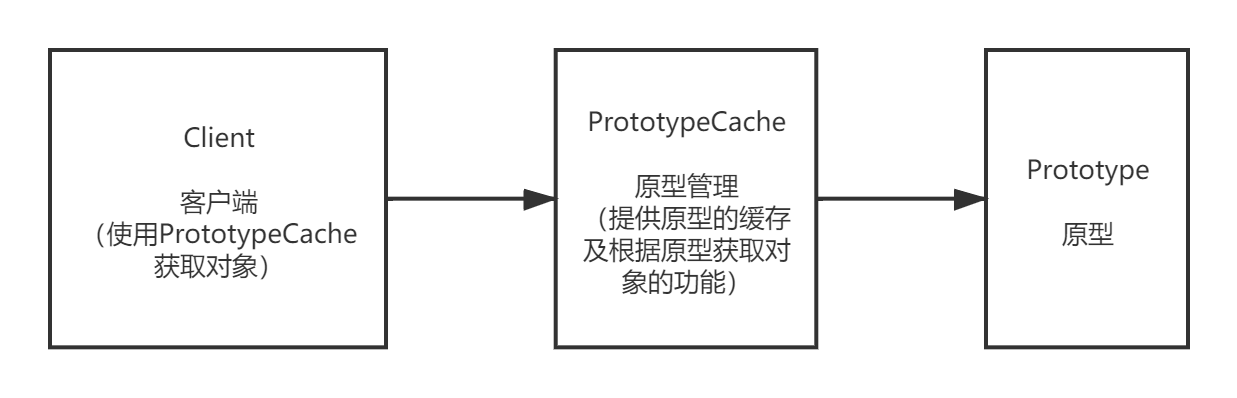 Client
客户端
（使用PrototypeCache
获取对象）
PrototypeCache
原型管理
（提供原型的缓存
及根据原型获取对
象的功能）
Prototype
原型